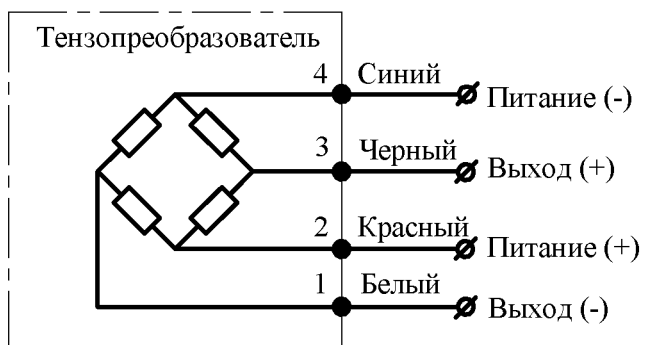 Тензопреобразователь
4 Синий Питание (-)
3 Черный Выход (+)
2 Красный Питание (+)
1 Белый Выход (-)